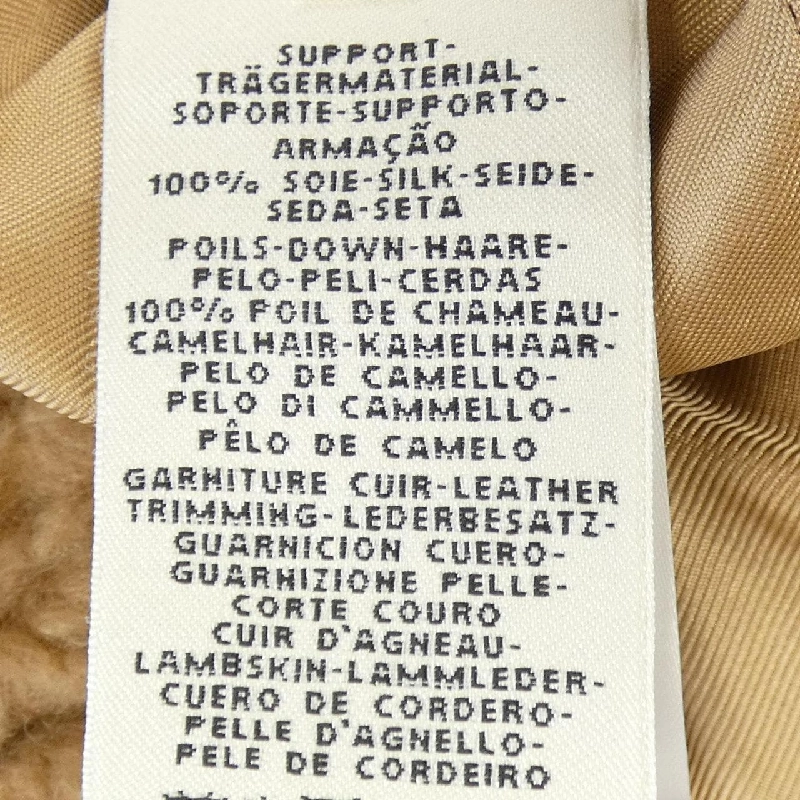 SUPPORT-
TRÄGERMATERIAL-
SOPORTE-SUPPORTO-
ARMAÇÃO
100% SOIE-SILK-SEIDE-
SEDA-SETA
POILS-DOWN-HAARE-
PELO-PELI-CERDAS
100% POIL DE CHAMEAU-
CAMELHAIR-KAMELHAAR-
PELO DE CAMELLO-
PELO DI CAMMELLO-
PÊLO DE CAMELO
GARNITURE CUIR-LEATHER
TRIMMING-LEDERBESATZ-
GUARNICION CUERO-
GUARNIZIONE PELLE-
CORTE COURO
CUIR D'AGNEAU-
LAMBSKIN-LAMMLEDER-
CUERO DE CORDERO-
PELLE D'AGNELLO-
PELE DE CORDEIRO